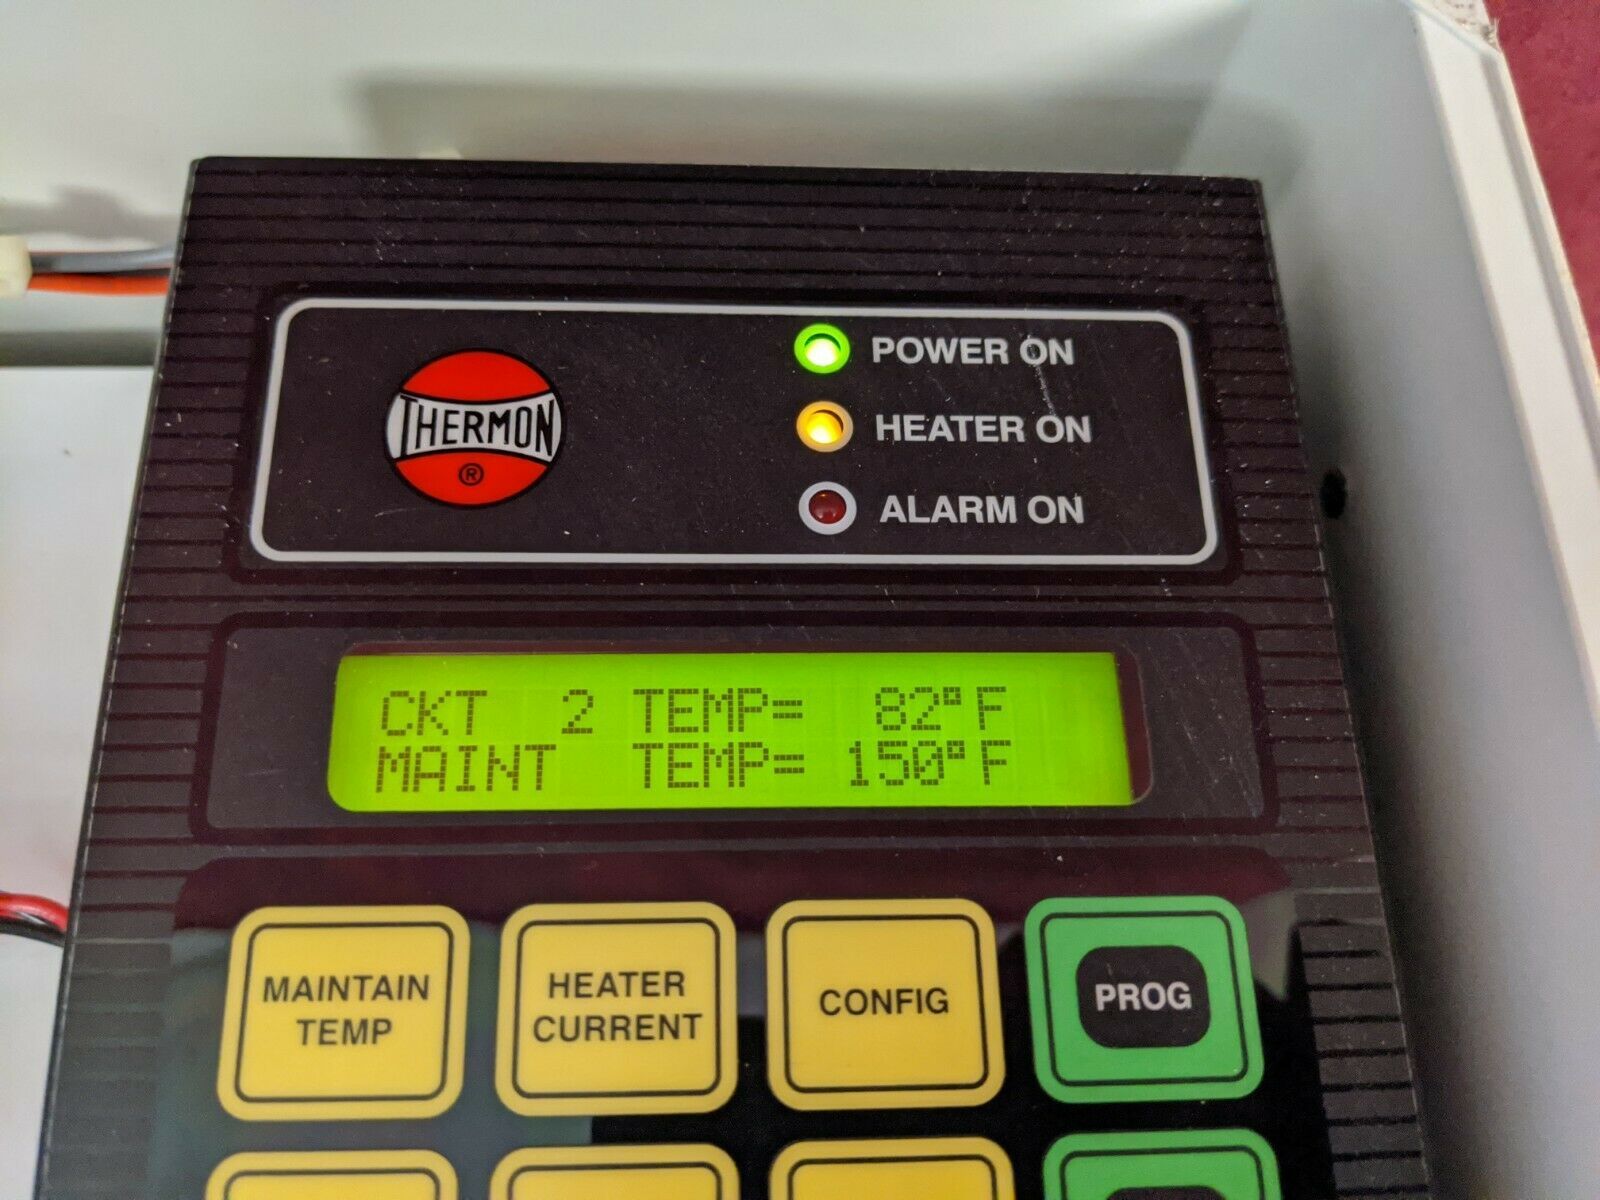 THERMON
®
POWER ON
HEATER ON
ALARM ON
CKT 2 TEMP= 82°F
MAINT TEMP= 150°F
MAINTAIN
TEMP
HEATER
CURRENT
CONFIG
PROG